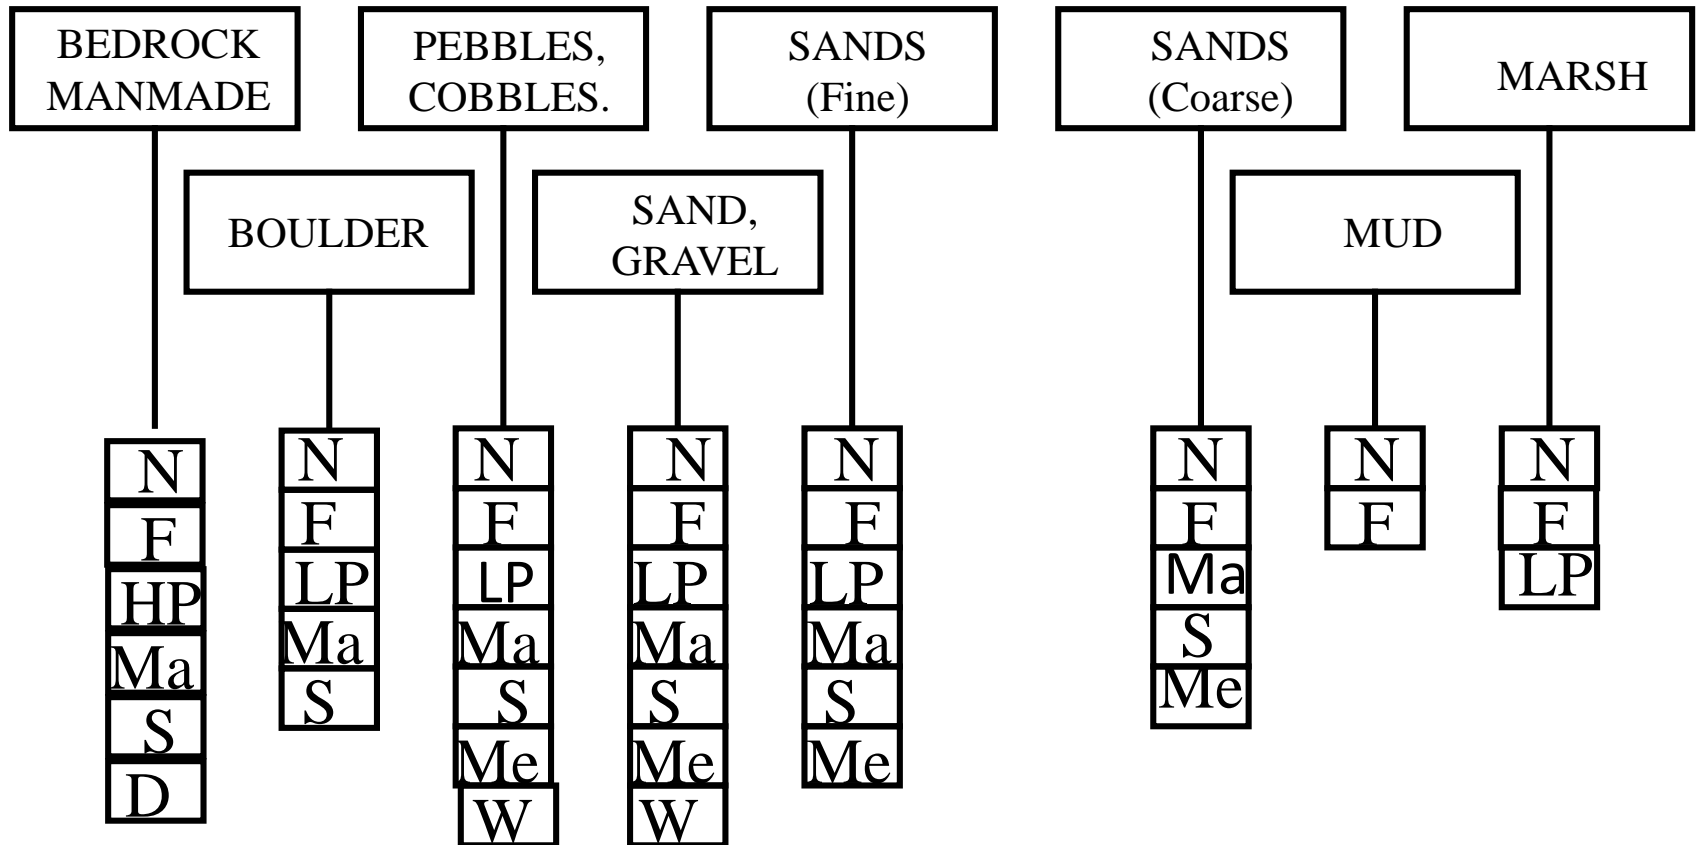 BEDROCK
MANMADE
PEBBLES,
COBBLES.
SANDS
(Fine)
SANDS
(Coarse)
MARSH
BOULDER
SAND,
GRAVEL
MUD
N
F
HP
Ma
S
D
N
F
LP
Ma
S
N
F
LP
Ma
S
Me
W
N
F
LP
Ma
S
Me
W
N
F
LP
Ma
S
Me
N
F
Ma
S
Me
N
F
N
F
LP